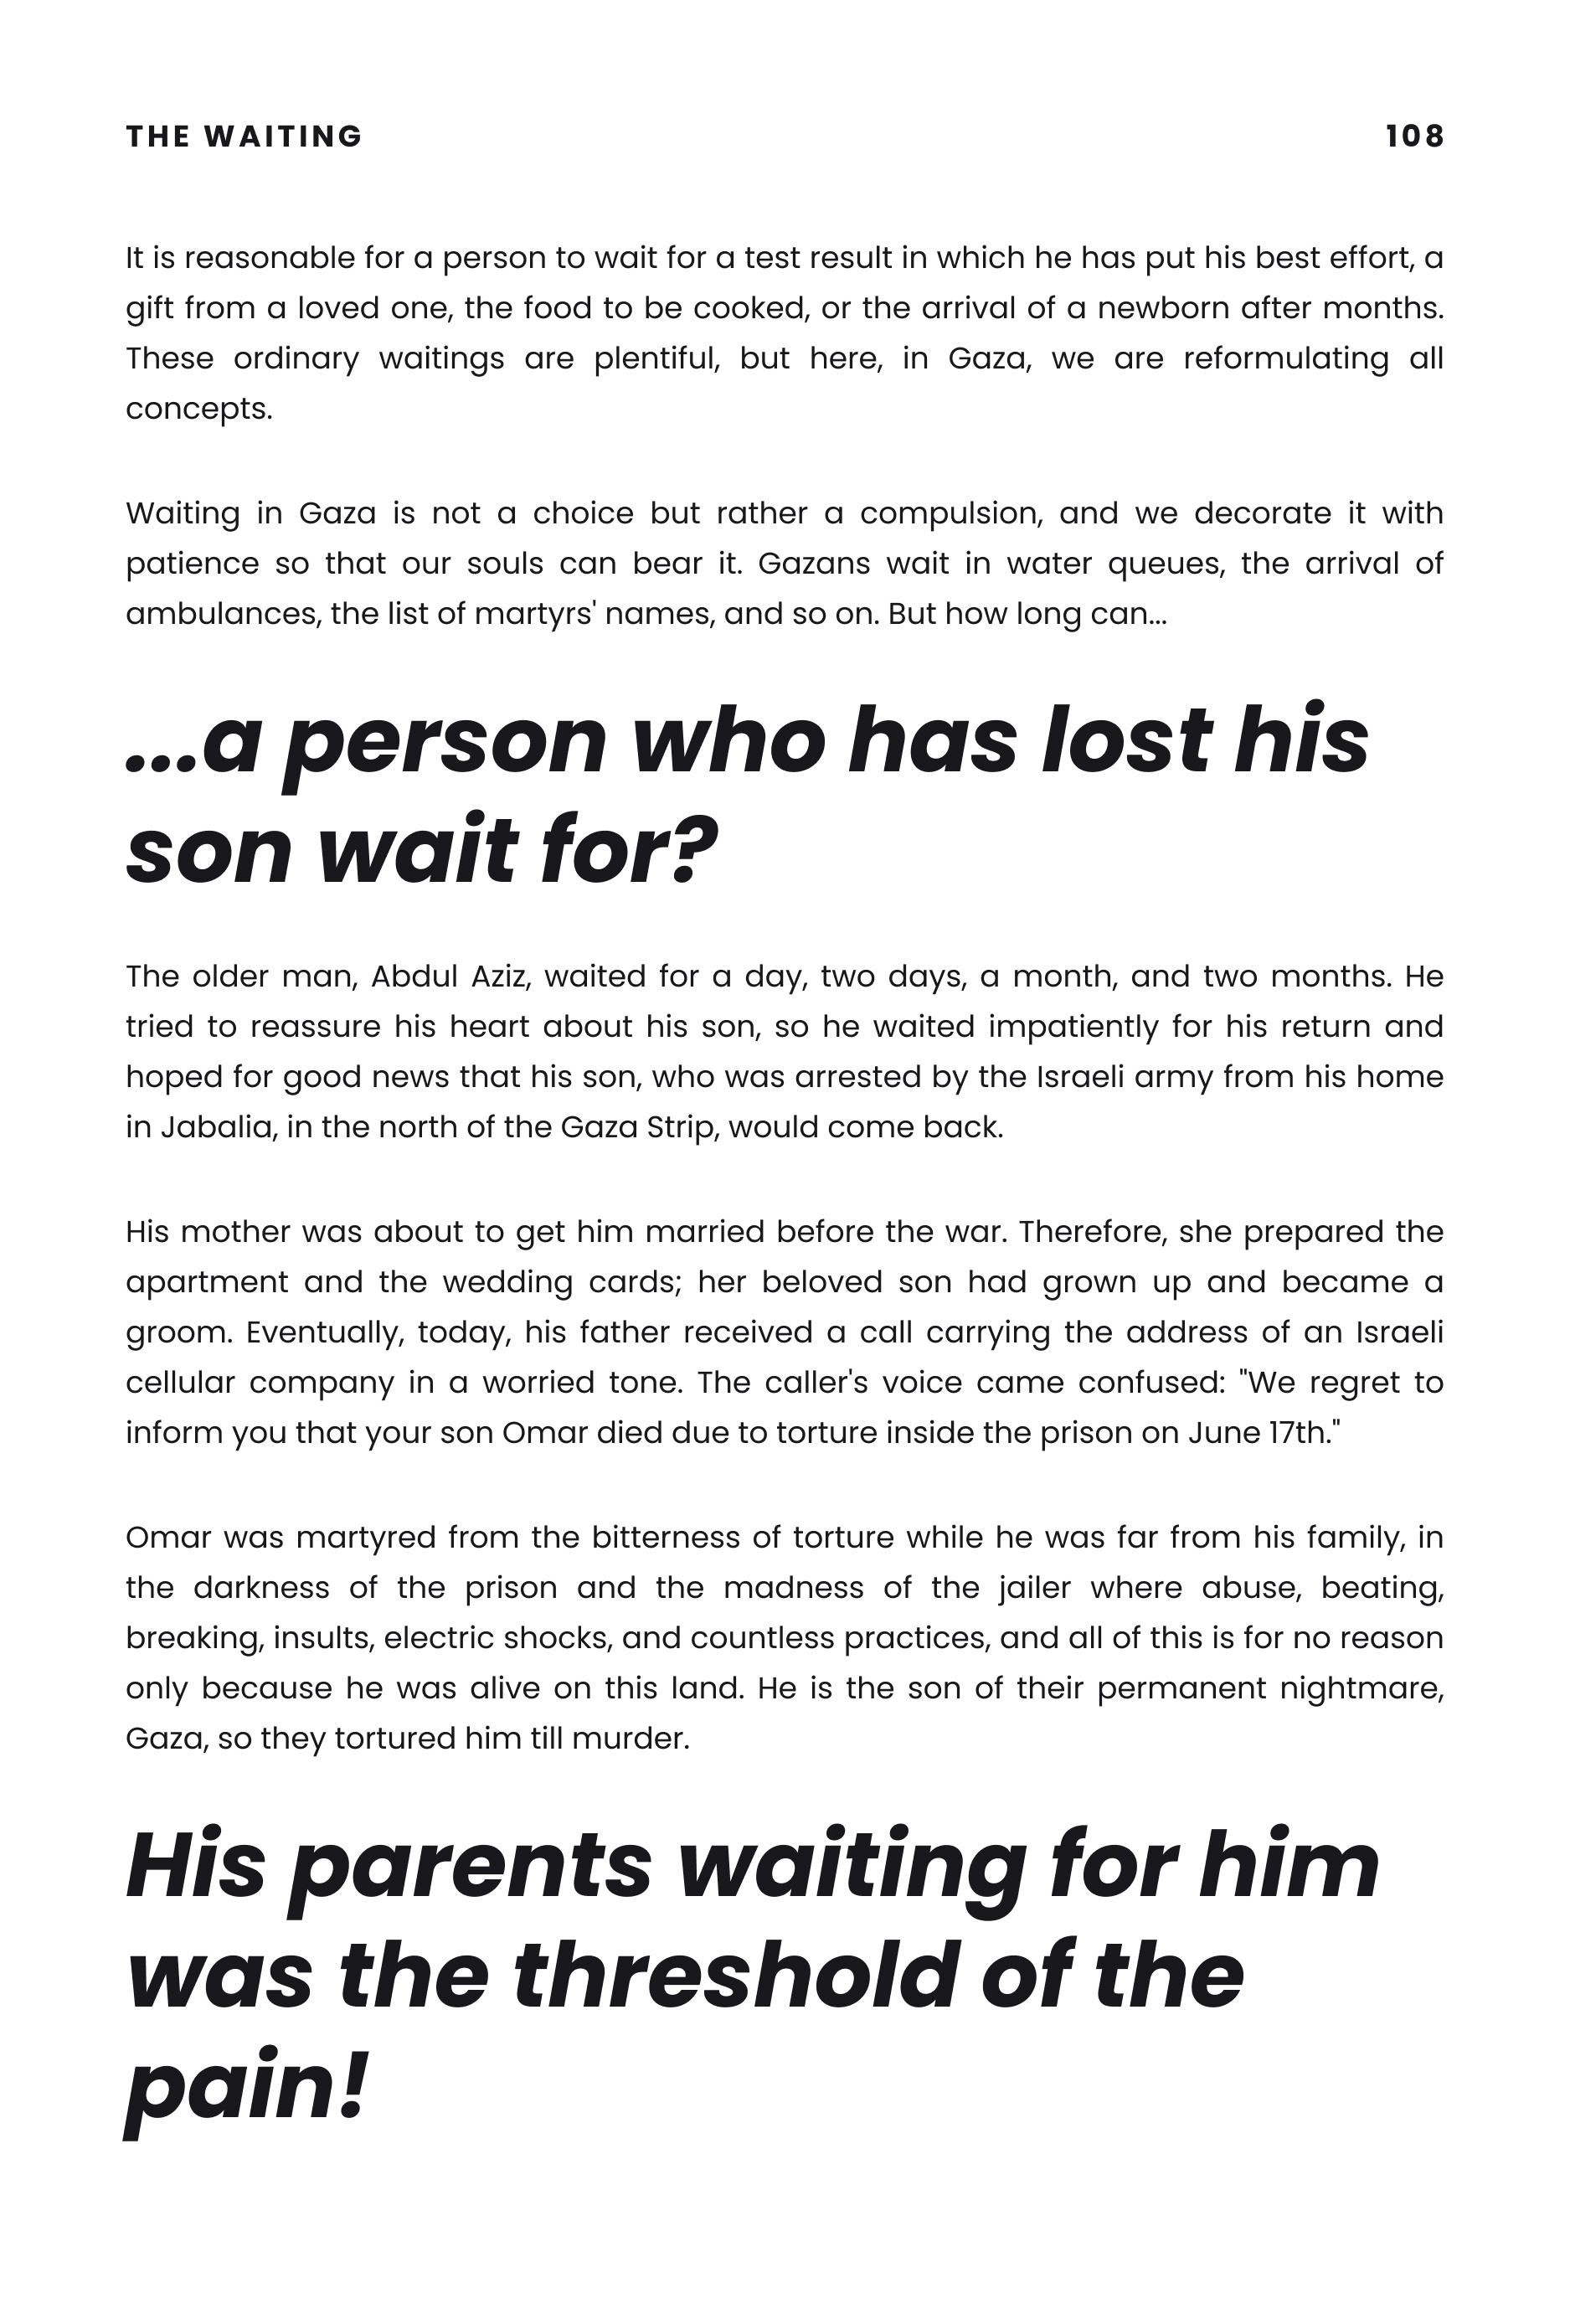 THE WAITING 108
It is reasonable for a person to wait for a test result in which he has put his best effort, a
gift from a loved one, the food to be cooked, or the arrival of a newborn after months.
These ordinary waitings are plentiful, but here, in Gaza, we are reformulating all
concepts.
Waiting in Gaza is not a choice but rather a compulsion, and we decorate it with
patience so that our souls can bear it. Gazans wait in water queues, the arrival of
ambulances, the list of martyrs' names, and so on. But how long can...
...a person who has lost his
son wait for?
The older man, Abdul Aziz, waited for a day, two days, a month, and two months. He
tried to reassure his heart about his son, so he waited impatiently for his return and
hoped for good news that his son, who was arrested by the Israeli army from his home
in Jabalia, in the north of the Gaza Strip, would come back.
His mother was about to get him married before the war. Therefore, she prepared the
apartment and the wedding cards; her beloved son had grown up and became a
groom. Eventually, today, his father received a call carrying the address of an Israeli
cellular company in a worried tone. The caller's voice came confused: "We regret to
inform you that your son Omar died due to torture inside the prison on June 17th."
Omar was martyred from the bitterness of torture while he was far from his family, in
the darkness of the prison and the madness of the jailer where abuse, beating,
breaking, insults, electric shocks, and countless practices, and all of this is for no reason
only because he was alive on this land. He is the son of their permanent nightmare,
Gaza, so they tortured him till murder.
His parents waiting for him
was the threshold of the
pain!